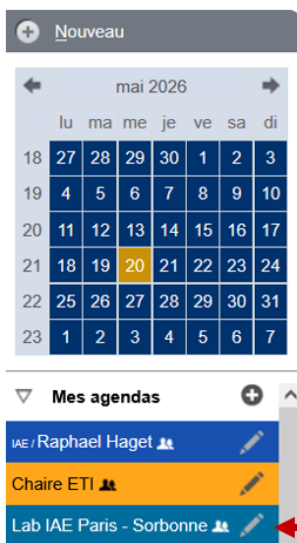 Nouveau
mai 2026
lu ma me je ve sa di
18 27 28 29 30 1 2 3
19 4 5 6 7 8 9 10
20 11 12 13 14 15 16 17
21 18 19 20 21 22 23 24
22 25 26 27 28 29 30 31
23 1 2 3 4 5 6 7
Mes agendas
IAE / Raphael Haget
Chaire ETI
Lab IAE Paris - Sorbonne